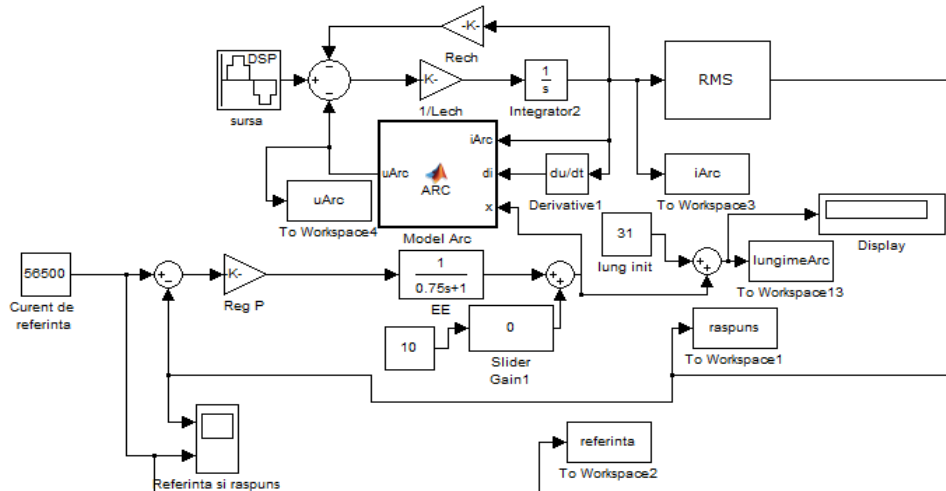 -K-
Rech
DSP
sursa
+
−
−
K-
1/Lech
1
s
Integrator2
RMS
iArc
di
x
uArc
ARC
Model Arc
du/dt
Derivative1
iArc
To Workspace3
uArc
To Workspace4
31
lung init
+
+
Display
lungimeArc
To Workspace13
56500
Curent de
referinta
+
−
K-
Reg P
1
0.75s+1
EE
+
+
10
0
Slider
Gain1
raspuns
To Workspace1
Referinta si raspuns
referinta
To Workspace2